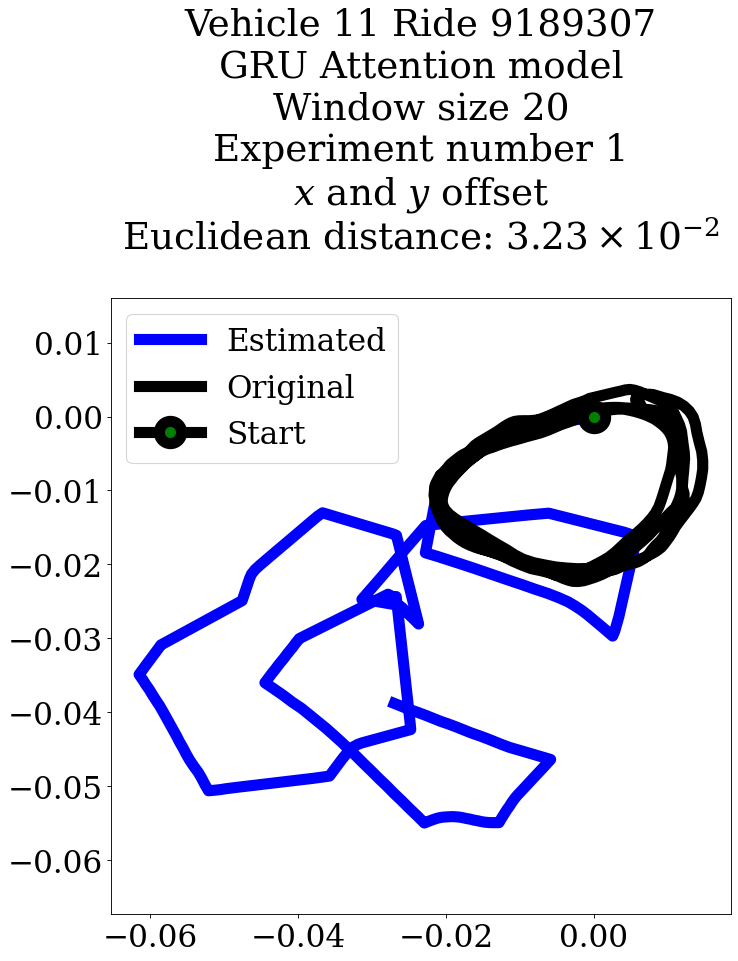 Vehicle 11 Ride 9189307
GRU Attention model
Window size 20
Experiment number 1
x and y offset
Euclidean distance: 3.23 × 10⁻²
Estimated
Original
Start
0.01
0.00
−0.01
−0.02
−0.03
−0.04
−0.05
−0.06
−0.06 −0.04 −0.02 0.00